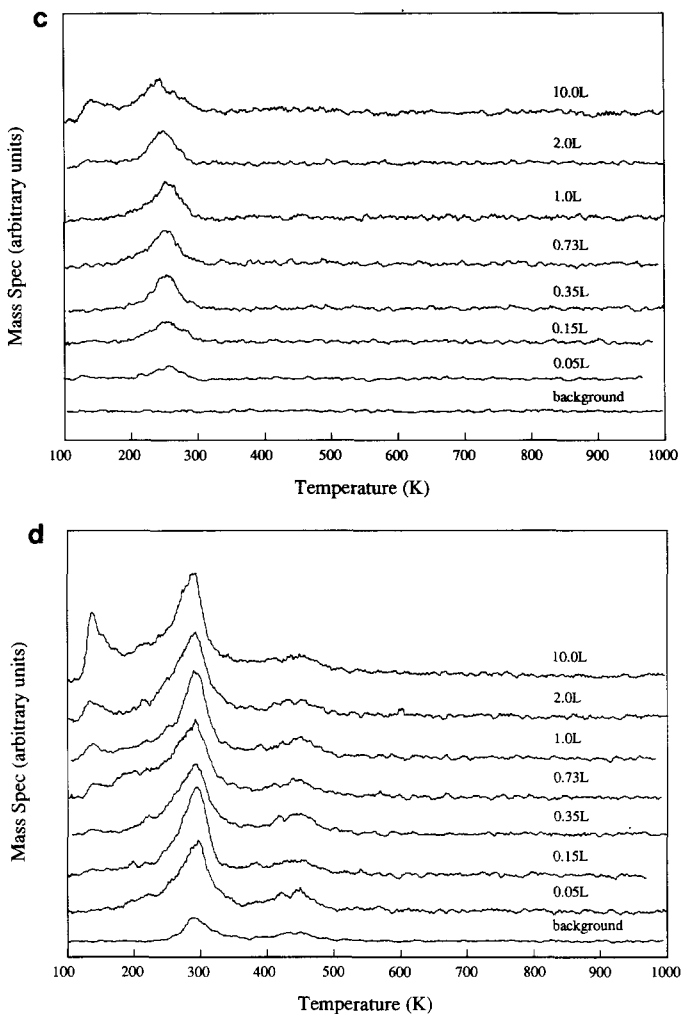 c
Mass Spec (arbitrary units)
10.0L
2.0L
1.0L
0.73L
0.35L
0.15L
0.05L
background
100 200 300 400 500 600 700 800 900 1000
Temperature (K)
d
Mass Spec (arbitrary units)
10.0L
2.0L
1.0L
0.73L
0.35L
0.15L
0.05L
background
100 200 300 400 500 600 700 800 900 1000
Temperature (K)